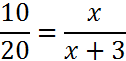 10/20 = x/(x + 3)